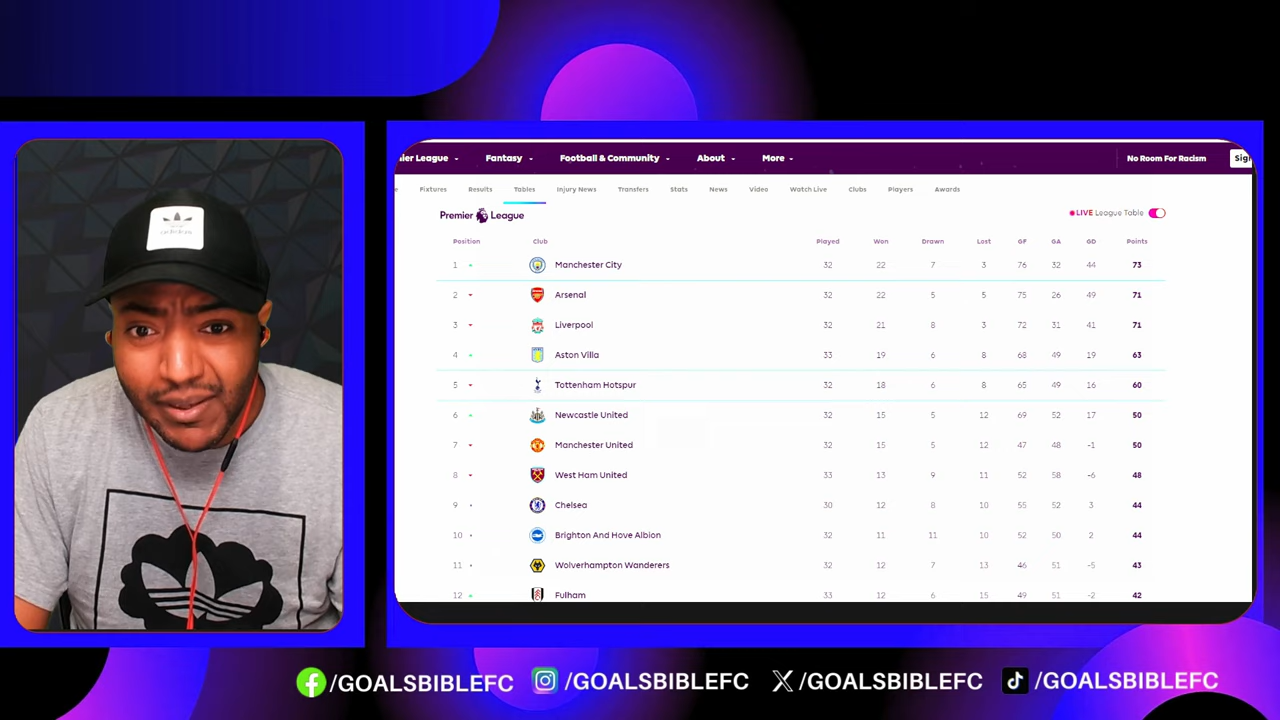 mier League Fantasy Football & Community About More No Room For Racism Sign
Fixtures Results Tables Injury News Transfers Stats News Video Watch Live Clubs Players Awards
Premier League LIVE League Table
Position Club Played Won Drawn Lost GF GA GD Points
1 Manchester City 32 22 7 3 76 32 44 73
2 Arsenal 32 22 5 5 75 26 49 71
3 Liverpool 32 21 8 3 72 31 41 71
4 Aston Villa 33 19 6 8 68 49 19 63
5 Tottenham Hotspur 32 18 6 8 65 49 16 60
6 Newcastle United 32 15 5 12 69 52 17 50
7 Manchester United 32 15 5 12 47 48 -1 50
8 West Ham United 33 13 9 11 52 58 -6 48
9 Chelsea 30 12 8 10 55 52 3 44
10 Brighton And Hove Albion 32 11 11 10 52 50 2 44
11 Wolverhampton Wanderers 32 12 7 13 46 51 -5 43
12 Fulham 33 12 6 15 49 51 -2 42
adidas
/GOALSBIBLEFC /GOALSBIBLEFC /GOALSBIBLEFC /GOALSBIBLEFC